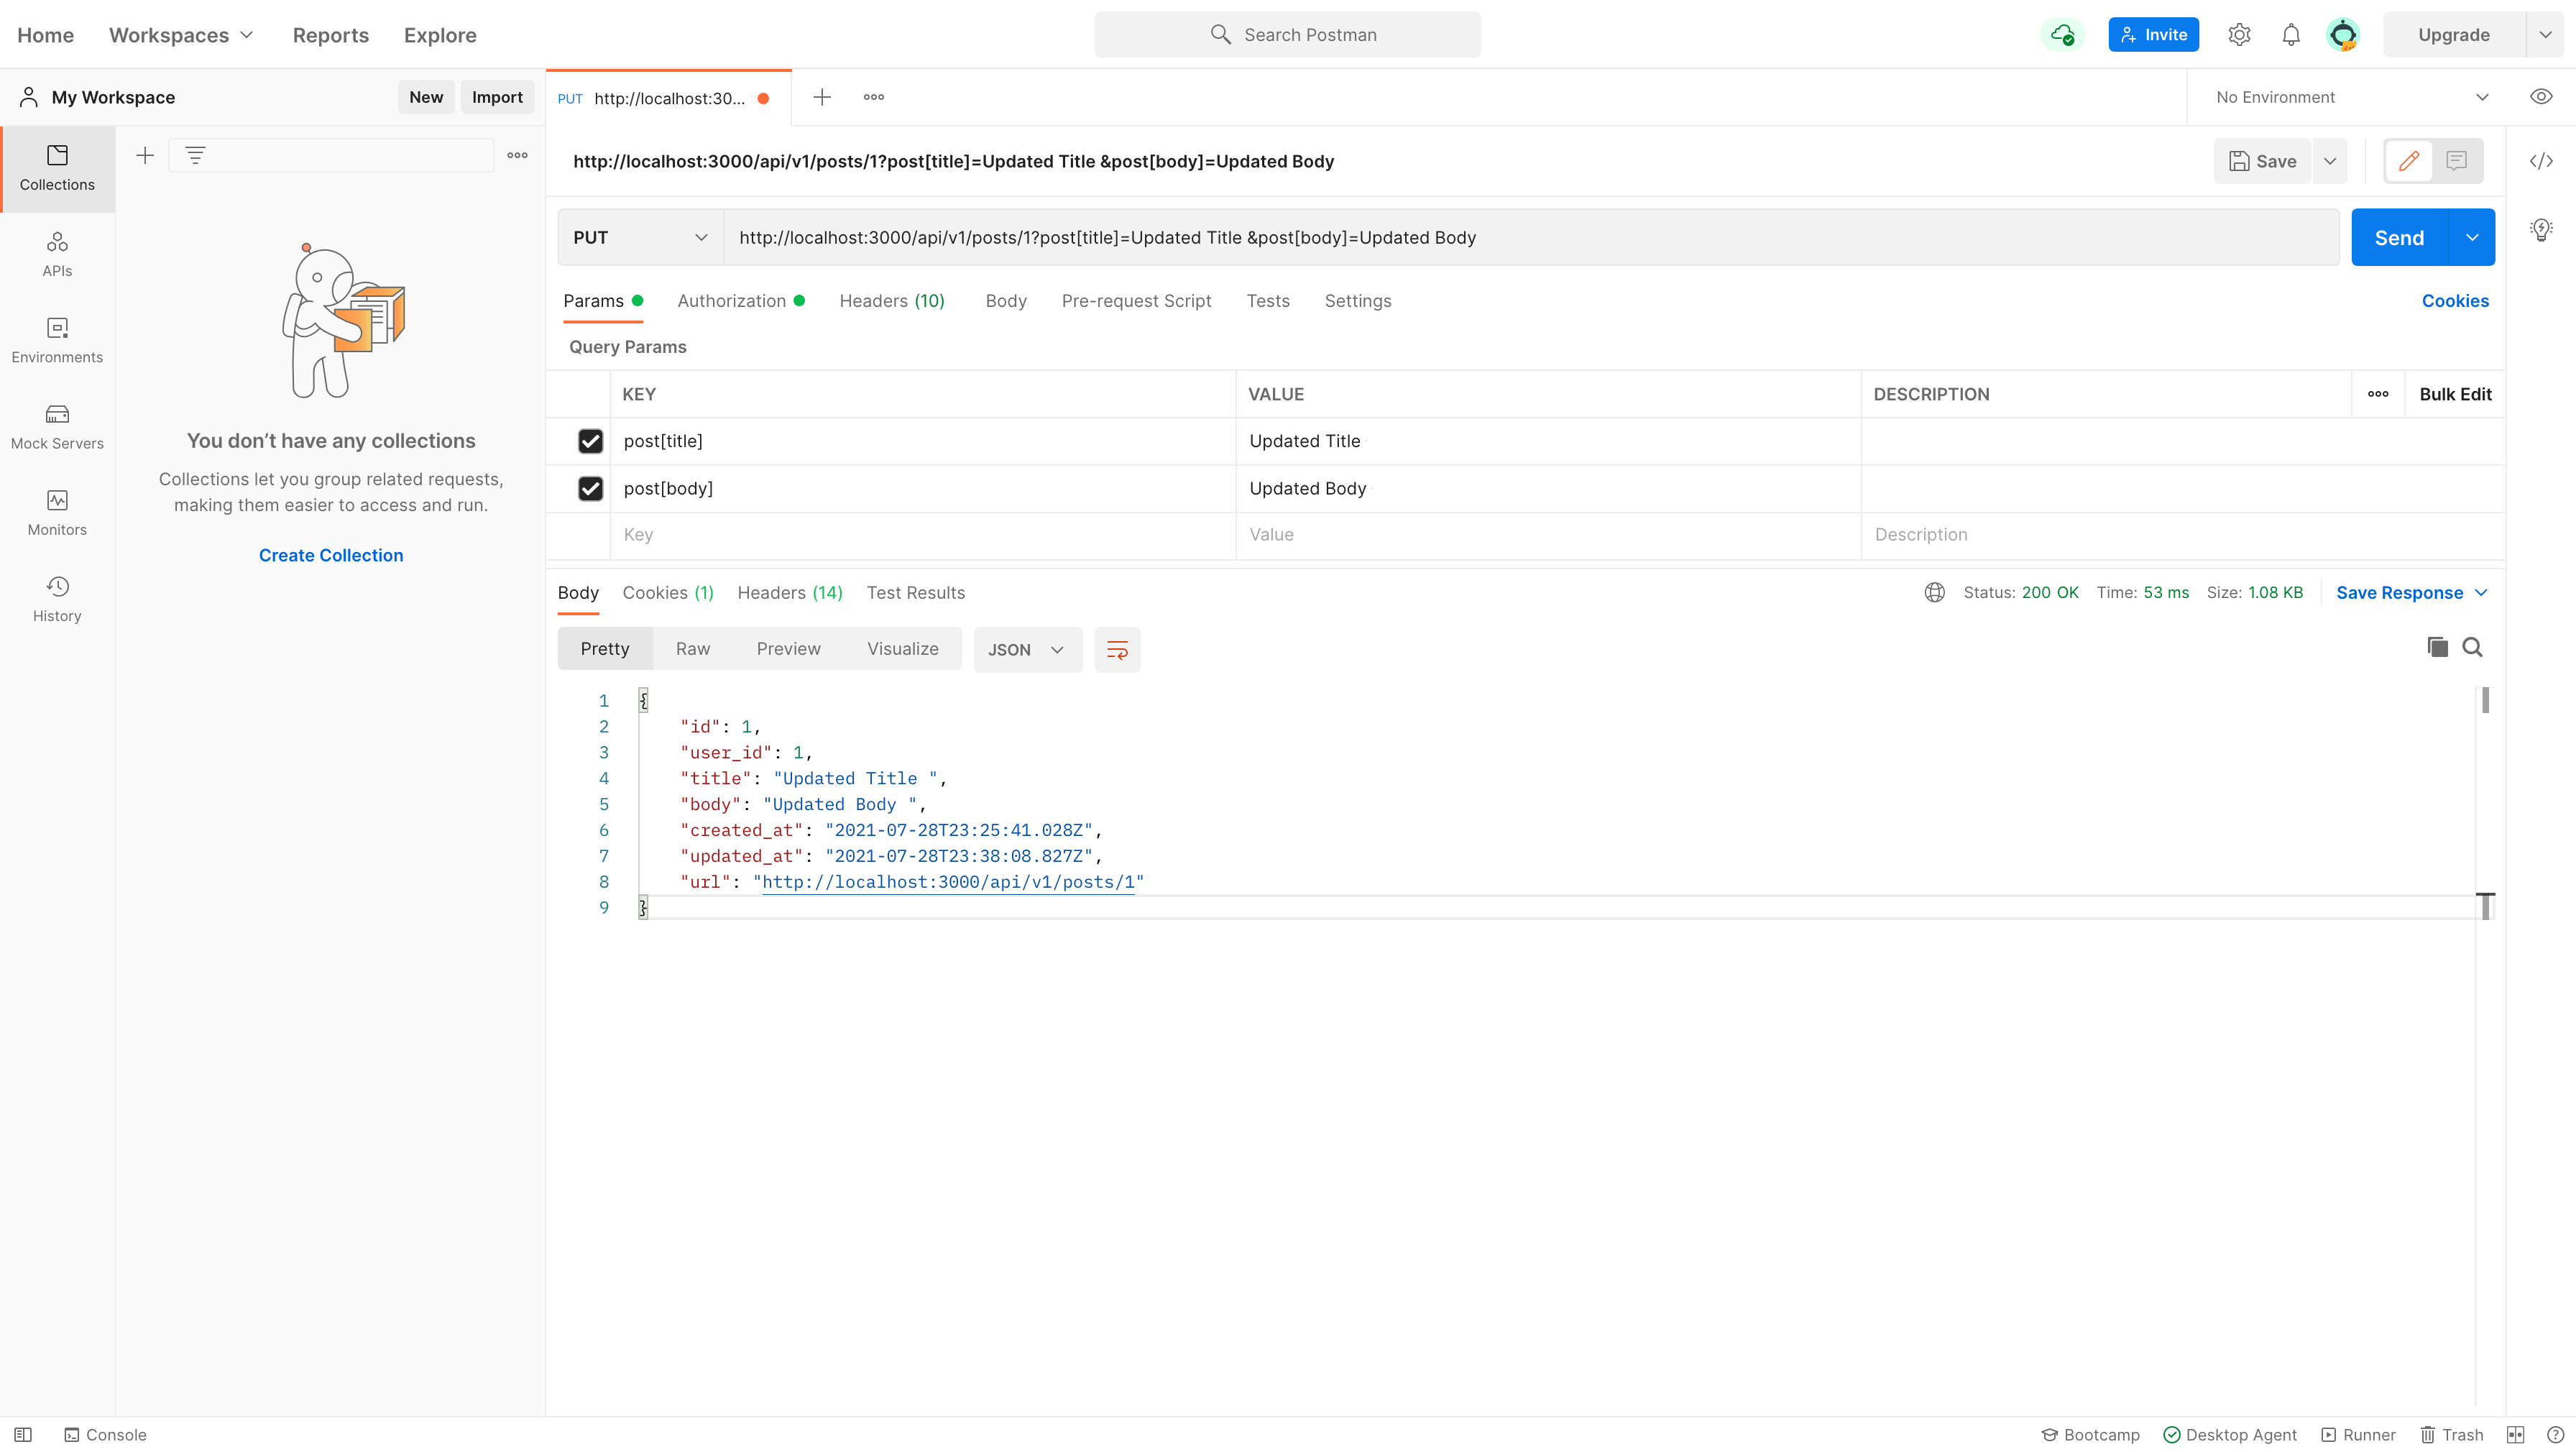 Home Workspaces Reports Explore Search Postman Invite Upgrade
My Workspace New Import PUT http://localhost:30... No Environment
Collections
APIs
Environments
Mock Servers
Monitors
History
You don’t have any collections
Collections let you group related requests,
making them easier to access and run.
Create Collection
http://localhost:3000/api/v1/posts/1?post[title]=Updated Title &post[body]=Updated Body Save
PUT http://localhost:3000/api/v1/posts/1?post[title]=Updated Title &post[body]=Updated Body Send
Params Authorization Headers (10) Body Pre-request Script Tests Settings Cookies
Query Params
KEY VALUE DESCRIPTION Bulk Edit
post[title] Updated Title
post[body] Updated Body
Key Value Description
Body Cookies (1) Headers (14) Test Results Status: 200 OK Time: 53 ms Size: 1.08 KB Save Response
Pretty Raw Preview Visualize JSON
1 {
2 "id": 1,
3 "user_id": 1,
4 "title": "Updated Title ",
5 "body": "Updated Body ",
6 "created_at": "2021-07-28T23:25:41.028Z",
7 "updated_at": "2021-07-28T23:38:08.827Z",
8 "url": "http://localhost:3000/api/v1/posts/1"
9 }
Console Bootcamp Desktop Agent Runner Trash